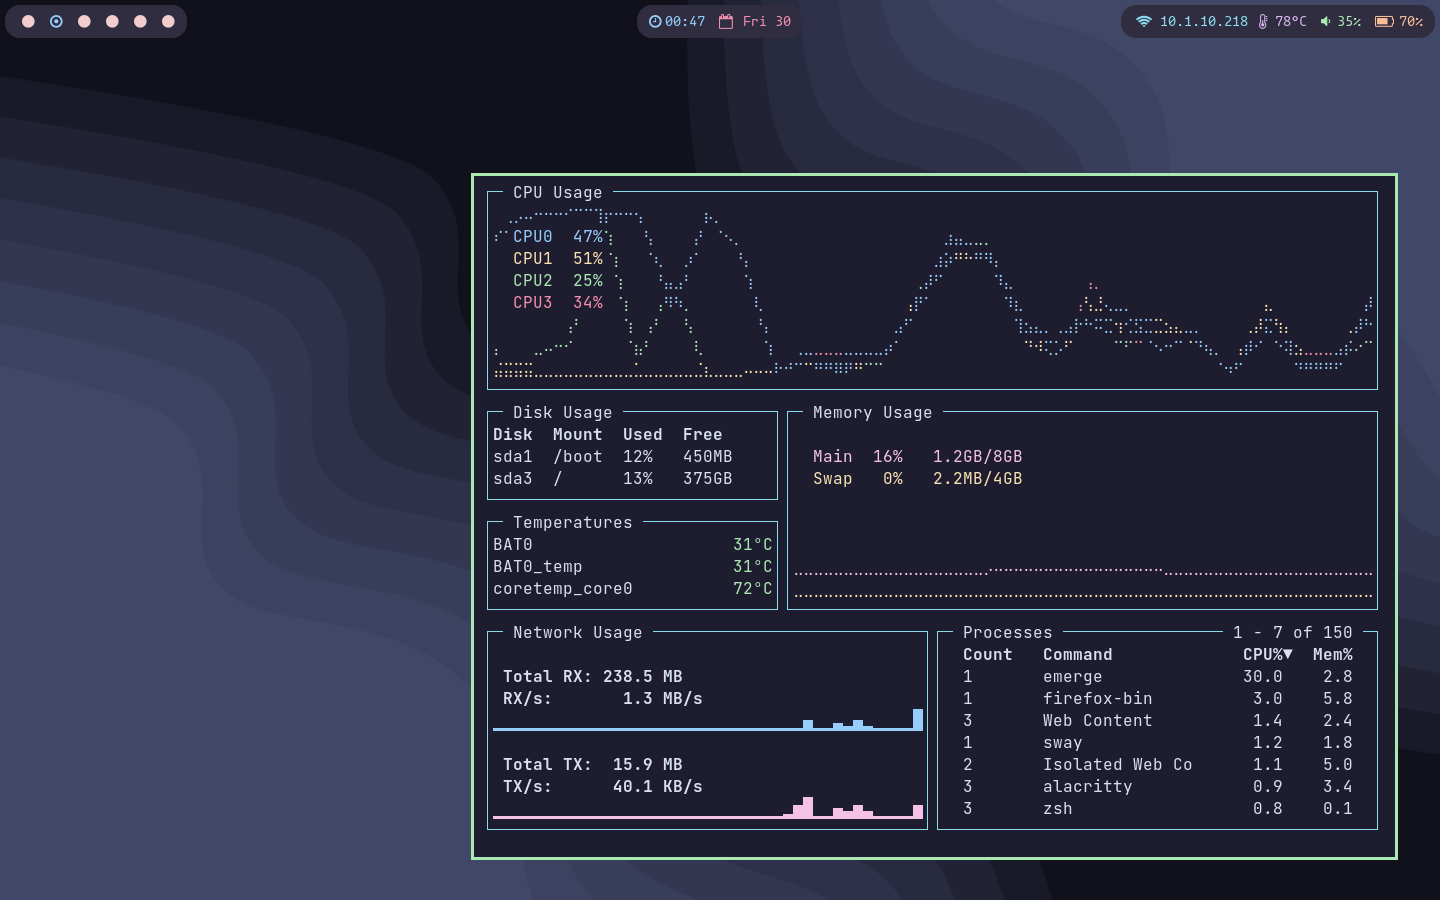 00:47 Fri 30 10.1.10.218 78°C 35% 70%
CPU Usage
CPU0 47%
CPU1 51%
CPU2 25%
CPU3 34%
Disk Usage
Disk Mount Used Free
sda1 /boot 12% 450MB
sda3 / 13% 375GB
Memory Usage
Main 16% 1.2GB/8GB
Swap 0% 2.2MB/4GB
Temperatures
BAT0 31°C
BAT0_temp 31°C
coretemp_core0 72°C
Network Usage
Total RX: 238.5 MB
RX/s: 1.3 MB/s
Total TX: 15.9 MB
TX/s: 40.1 KB/s
Processes 1 - 7 of 150
Count Command CPU%▼ Mem%
1 emerge 30.0 2.8
1 firefox-bin 3.0 5.8
3 Web Content 1.4 2.4
1 sway 1.2 1.8
2 Isolated Web Co 1.1 5.0
3 alacritty 0.9 3.4
3 zsh 0.8 0.1